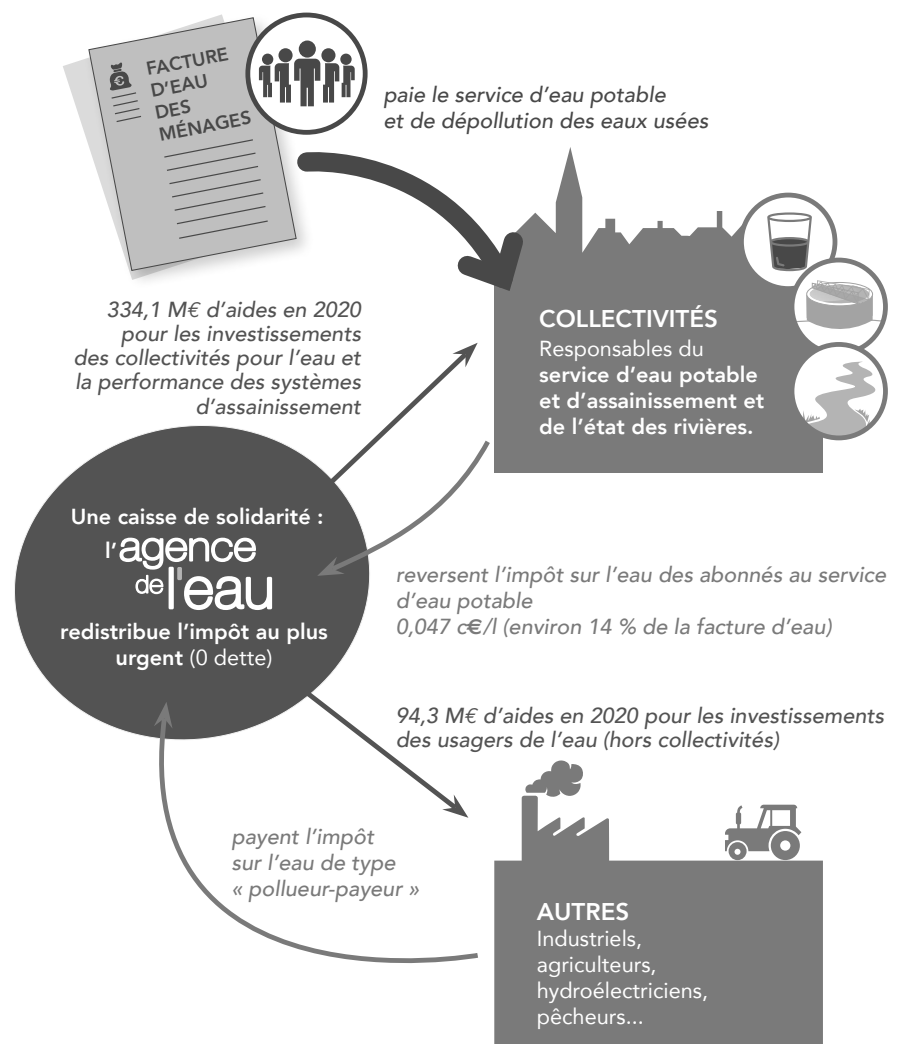 FACTURE
D'EAU
DES
MÉNAGES
paie le service d'eau potable
et de dépollution des eaux usées
334,1 M€ d'aides en 2020
pour les investissements
des collectivités pour l'eau et
la performance des systèmes
d'assainissement
COLLECTIVITÉS
Responsables du
service d'eau potable
et d'assainissement et
de l'état des rivières.
Une caisse de solidarité :
l'agence
de l'eau
redistribue l'impôt au plus
urgent (0 dette)
reversent l'impôt sur l'eau des abonnés au service
d'eau potable
0,047 c€/l (environ 14 % de la facture d'eau)
94,3 M€ d'aides en 2020 pour les investissements
des usagers de l'eau (hors collectivités)
payent l'impôt
sur l'eau de type
« pollueur-payeur »
AUTRES
Industriels,
agriculteurs,
hydroélectriciens,
pêcheurs...